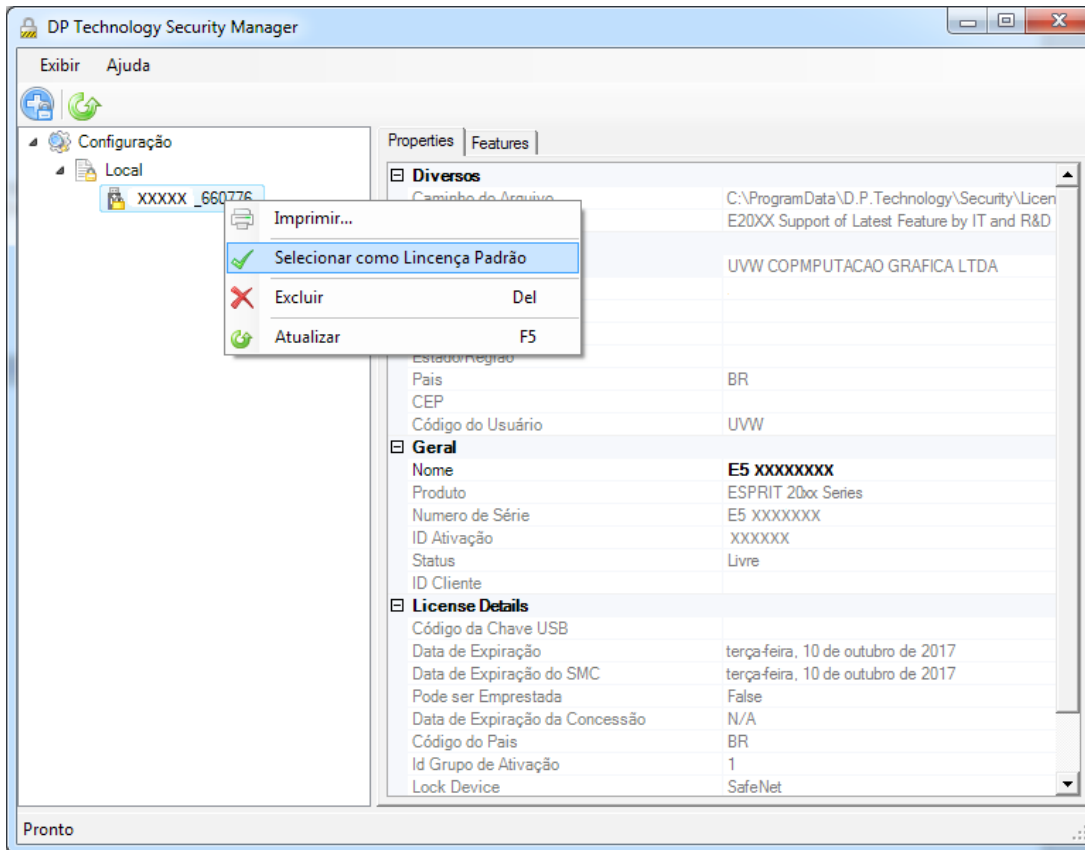 DP Technology Security Manager
Exibir Ajuda
Configuração
Local
XXXXX _660776
Imprimir...
Selecionar como Lincença Padrão
Excluir Del
Atualizar F5
Properties Features
Diversos
Caminho do Arquivo C:\ProgramData\D.P.Technology\Security\Licen
E20XX Support of Latest Feature by IT and R&D
UVW COPMPUTACAO GRAFICA LTDA
Estado/Região
Pais BR
CEP
Código do Usuário UVW
Geral
Nome E5 XXXXXXXX
Produto ESPRIT 20xx Series
Numero de Série E5 XXXXXXX
ID Ativação XXXXXX
Status Livre
ID Cliente
License Details
Código da Chave USB
Data de Expiração terça-feira, 10 de outubro de 2017
Data de Expiração do SMC terça-feira, 10 de outubro de 2017
Pode ser Emprestada False
Data de Expiração da Concessão N/A
Código do Pais BR
Id Grupo de Ativação 1
Lock Device SafeNet
Pronto